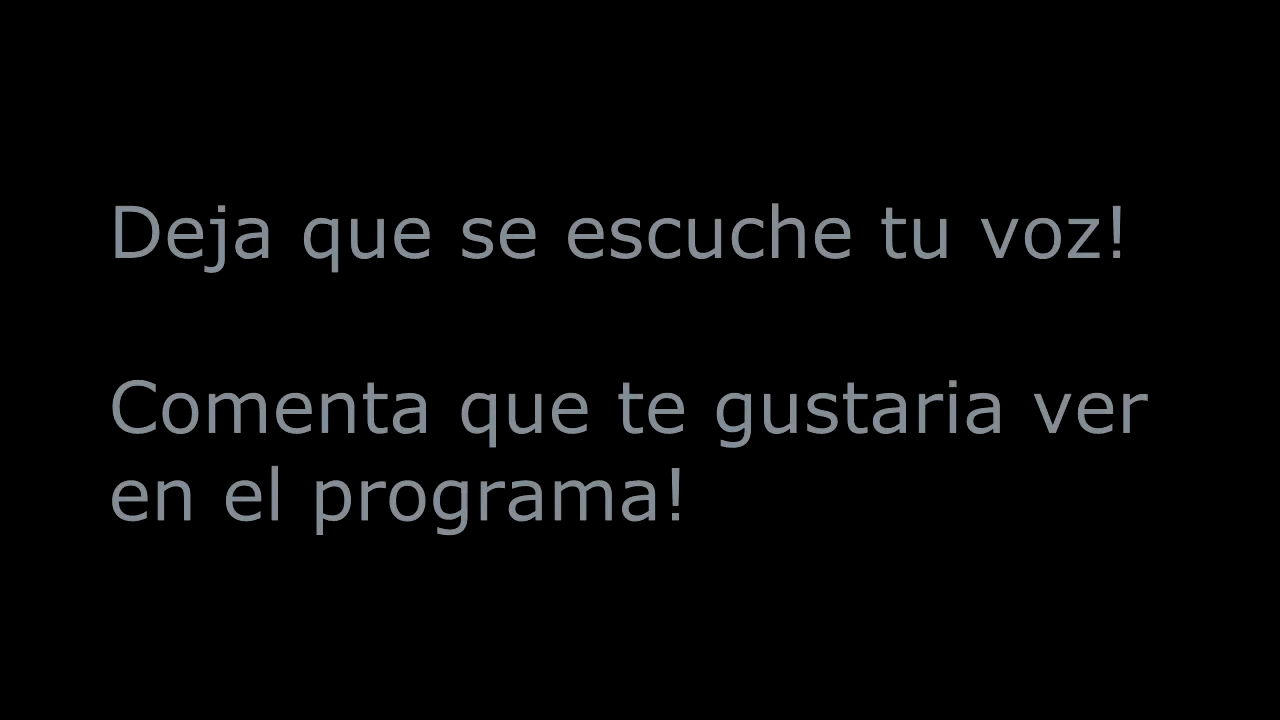 Deja que se escuche tu voz!
Comenta que te gustaria ver
en el programa!